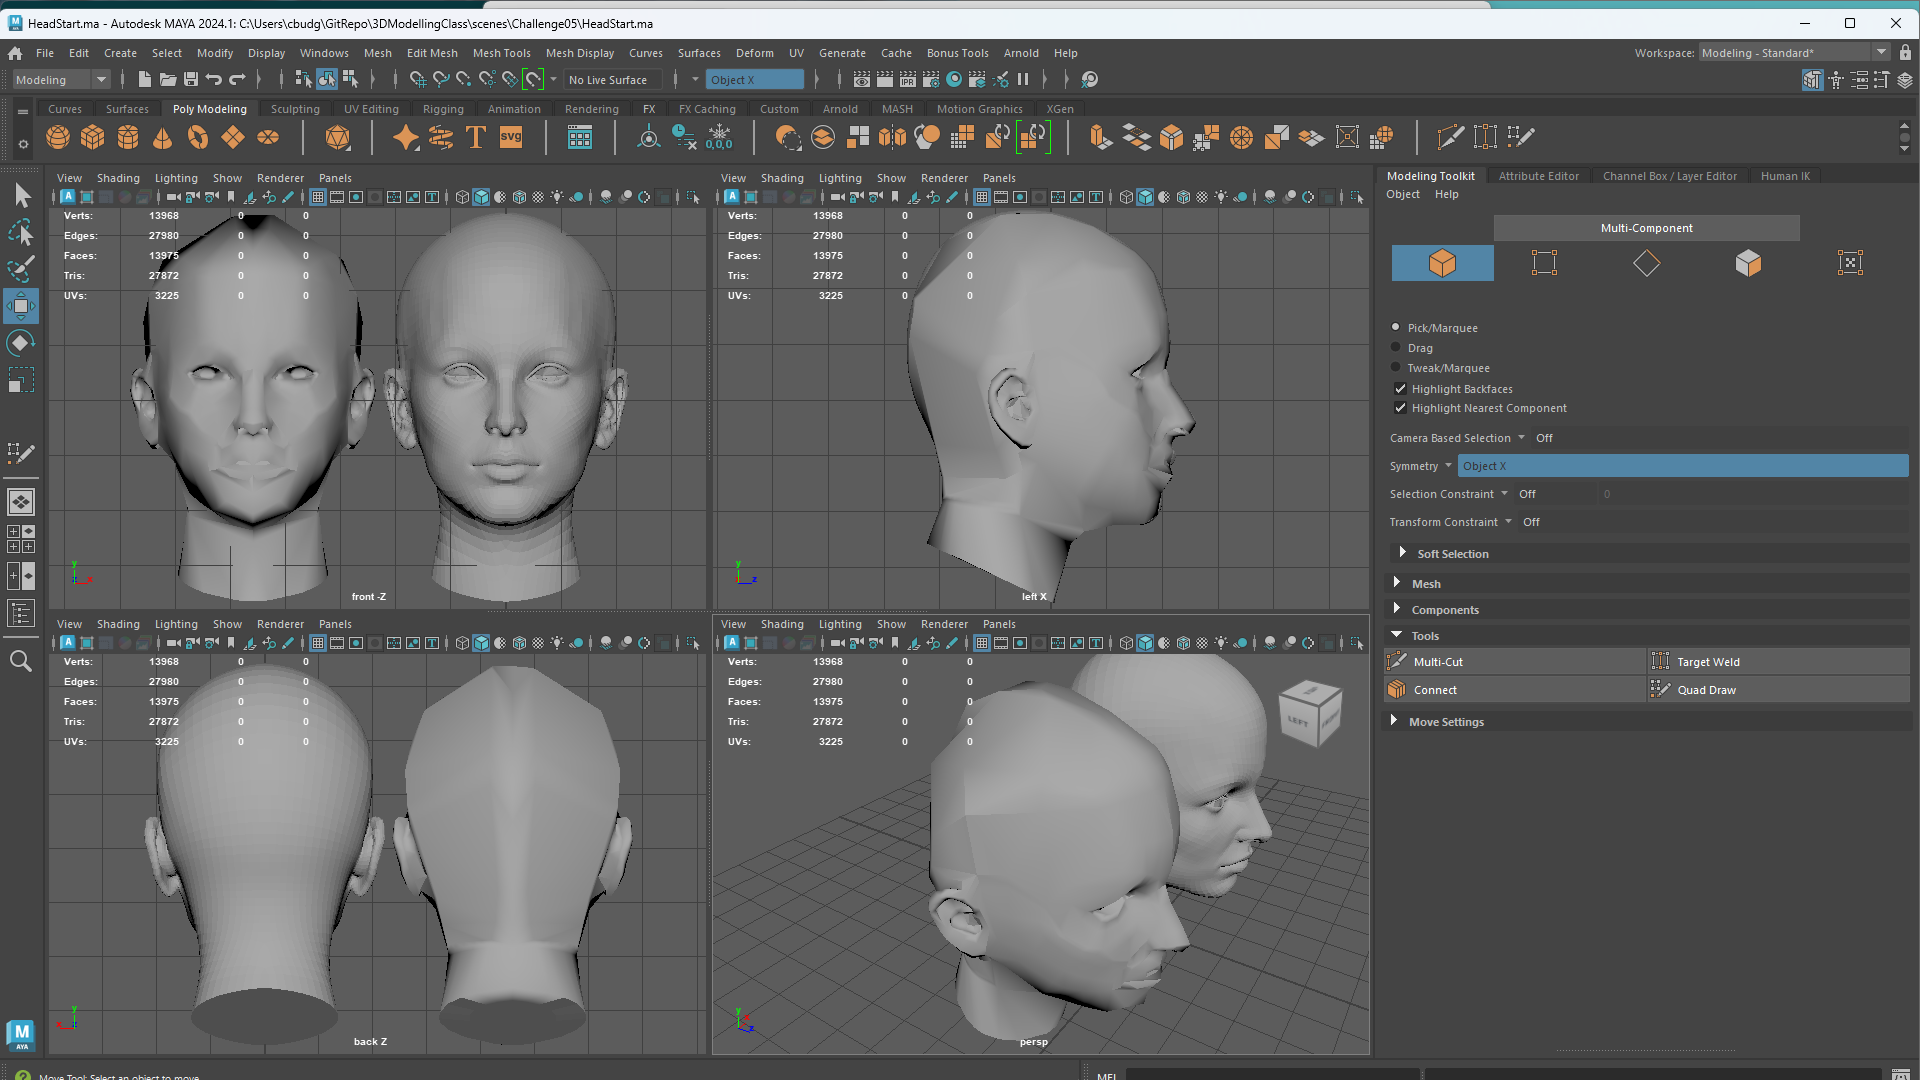 HeadStart.ma - Autodesk MAYA 2024.1: C:\Users\cbudg\GitRepo\3DModellingClass\scenes\Challenge05\HeadStart.ma
File Edit Create Select Modify Display Windows Mesh Edit Mesh Mesh Tools Mesh Display Curves Surfaces Deform UV Generate Cache Bonus Tools Arnold Help
Workspace: Modeling - Standard*
Modeling
No Live Surface
Object X
IPR
Curves Surfaces Poly Modeling Sculpting UV Editing Rigging Animation Rendering FX FX Caching Custom Arnold MASH Motion Graphics XGen
T
svg
0,0,0
View Shading Lighting Show Renderer Panels
Verts: 13968 0 0
Edges: 27980 0 0
Faces: 13975 0 0
Tris: 27872 0 0
UVs: 3225 0 0
y
x
front -Z
View Shading Lighting Show Renderer Panels
Verts: 13968 0 0
Edges: 27980 0 0
Faces: 13975 0 0
Tris: 27872 0 0
UVs: 3225 0 0
y
z
left X
View Shading Lighting Show Renderer Panels
Verts: 13968 0 0
Edges: 27980 0 0
Faces: 13975 0 0
Tris: 27872 0 0
UVs: 3225 0 0
y
x
back Z
View Shading Lighting Show Renderer Panels
Verts: 13968 0 0
Edges: 27980 0 0
Faces: 13975 0 0
Tris: 27872 0 0
UVs: 3225 0 0
LEFT
y
x
z
persp
Modeling Toolkit Attribute Editor Channel Box / Layer Editor Human IK
Object Help
Multi-Component
Pick/Marquee
Drag
Tweak/Marquee
Highlight Backfaces
Highlight Nearest Component
Camera Based Selection Off
Symmetry Object X
Selection Constraint Off 0
Transform Constraint Off
Soft Selection
Mesh
Components
Tools
Multi-Cut Target Weld
Connect Quad Draw
Move Settings
M
AYA
Move Tool: Select an object to move.
MEL